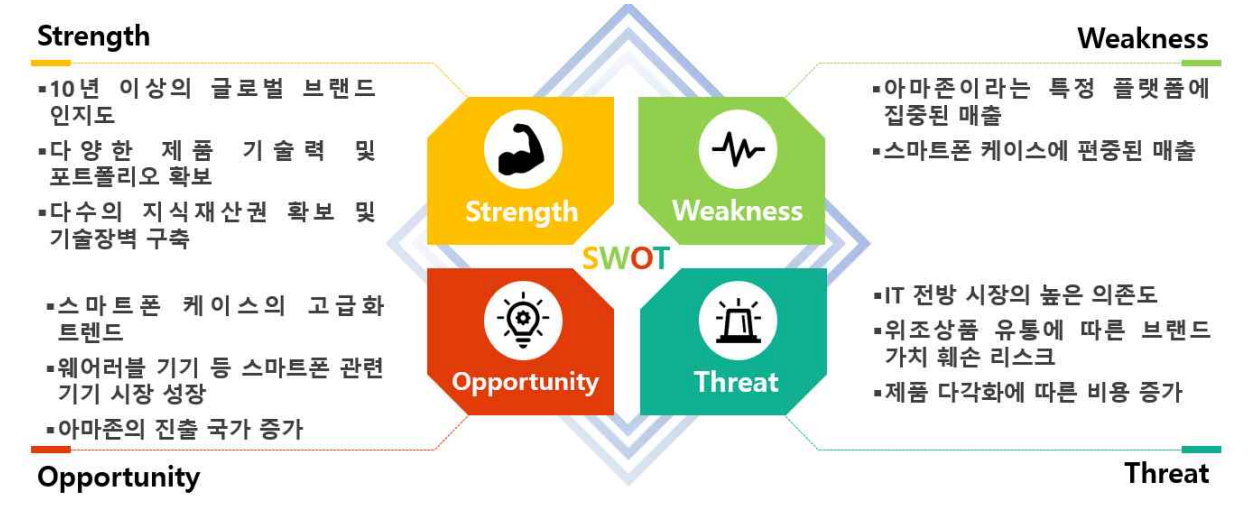 Strength
▪10년 이상의 글로벌 브랜드
인지도
▪다양한 제품 기술력 및
포트폴리오 확보
▪다수의 지식재산권 확보 및
기술장벽 구축
Weakness
▪아마존이라는 특정 플랫폼에
집중된 매출
▪스마트폰 케이스에 편중된 매출
Strength
Weakness
SWOT
Opportunity
Threat
▪스마트폰 케이스의 고급화
트렌드
▪웨어러블 기기 등 스마트폰 관련
기기 시장 성장
▪아마존의 진출 국가 증가
Opportunity
▪IT 전방 시장의 높은 의존도
▪위조상품 유통에 따른 브랜드
가치 훼손 리스크
▪제품 다각화에 따른 비용 증가
Threat